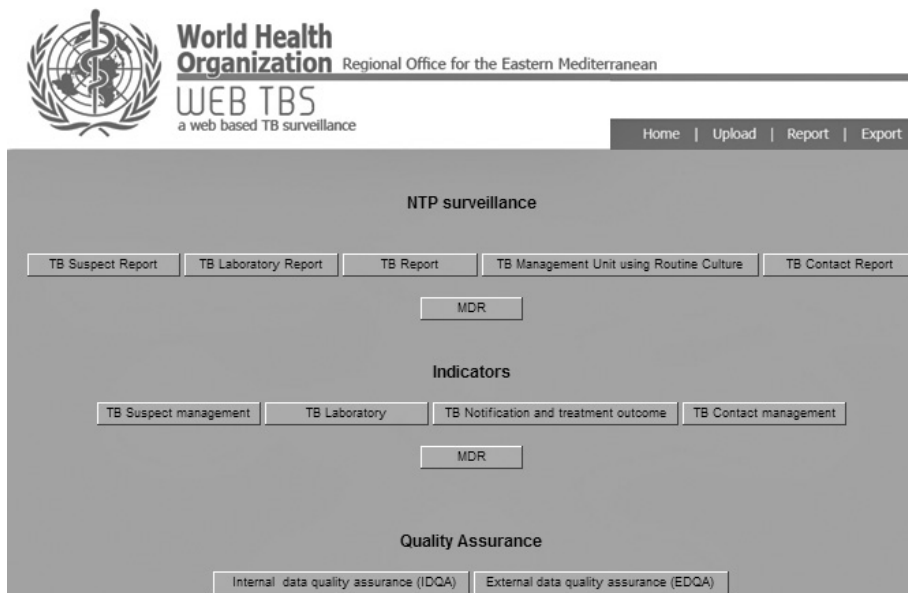 World Health
Organization Regional Office for the Eastern Mediterranean
WEB TBS
a web based TB surveillance
Home | Upload | Report | Export
NTP surveillance
TB Suspect Report TB Laboratory Report TB Report TB Management Unit using Routine Culture TB Contact Report
MDR
Indicators
TB Suspect management TB Laboratory TB Notification and treatment outcome TB Contact management
MDR
Quality Assurance
Internal data quality assurance (IDQA) External data quality assurance (EDQA)